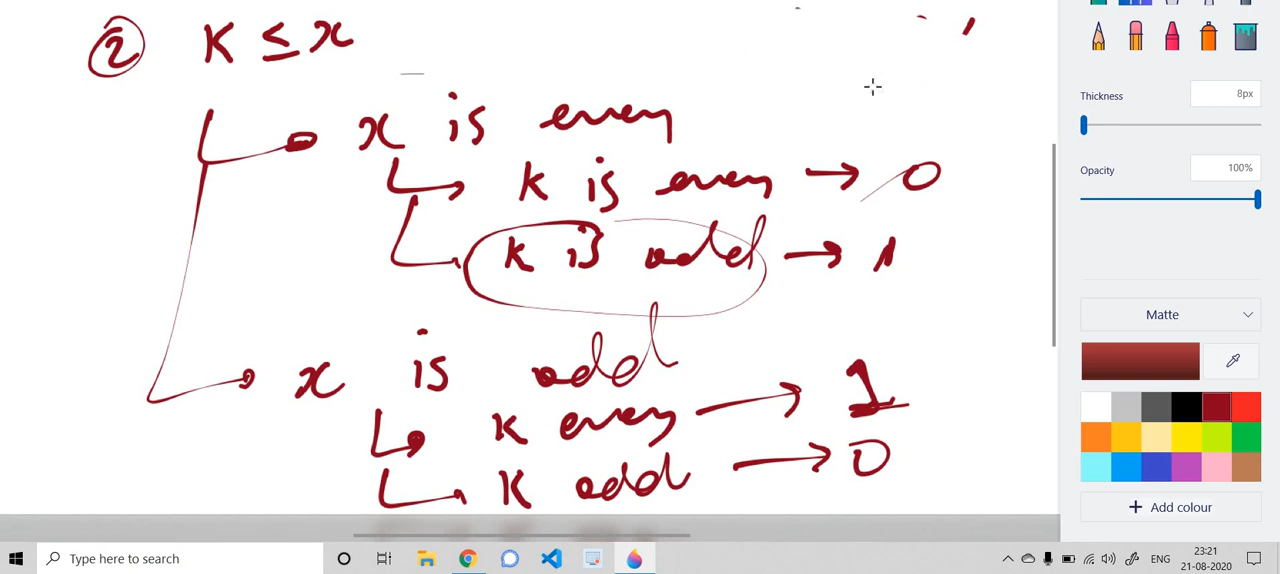 ② K ≤ x
x is even
k is even → 0
k is odd → 1
x is odd
k even → 1
k odd → 0
Thickness
8px
Opacity
100%
Matte
+ Add colour
Type here to search
ENG
23:21
21-08-2020